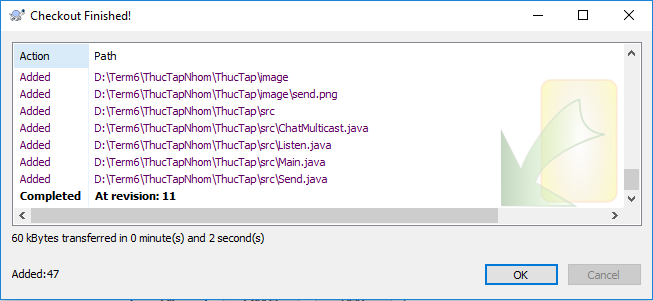 Checkout Finished!
Action Path
Added D:\Term6\ThucTapNhom\ThucTap\image
Added D:\Term6\ThucTapNhom\ThucTap\image\send.png
Added D:\Term6\ThucTapNhom\ThucTap\src
Added D:\Term6\ThucTapNhom\ThucTap\src\ChatMulticast.java
Added D:\Term6\ThucTapNhom\ThucTap\src\Listen.java
Added D:\Term6\ThucTapNhom\ThucTap\src\Main.java
Added D:\Term6\ThucTapNhom\ThucTap\src\Send.java
Completed At revision: 11
60 kBytes transferred in 0 minute(s) and 2 second(s)
Added:47 OK Cancel